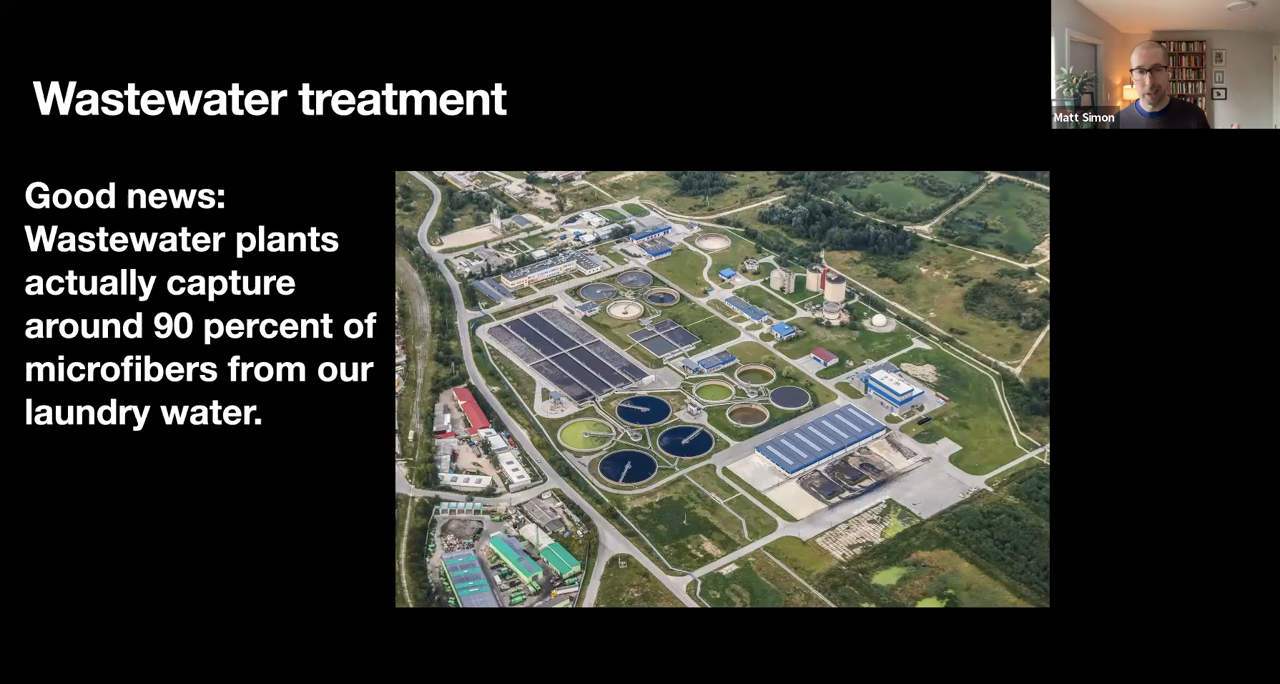 Wastewater treatment
Good news:
Wastewater plants
actually capture
around 90 percent of
microfibers from our
laundry water.
Matt Simon